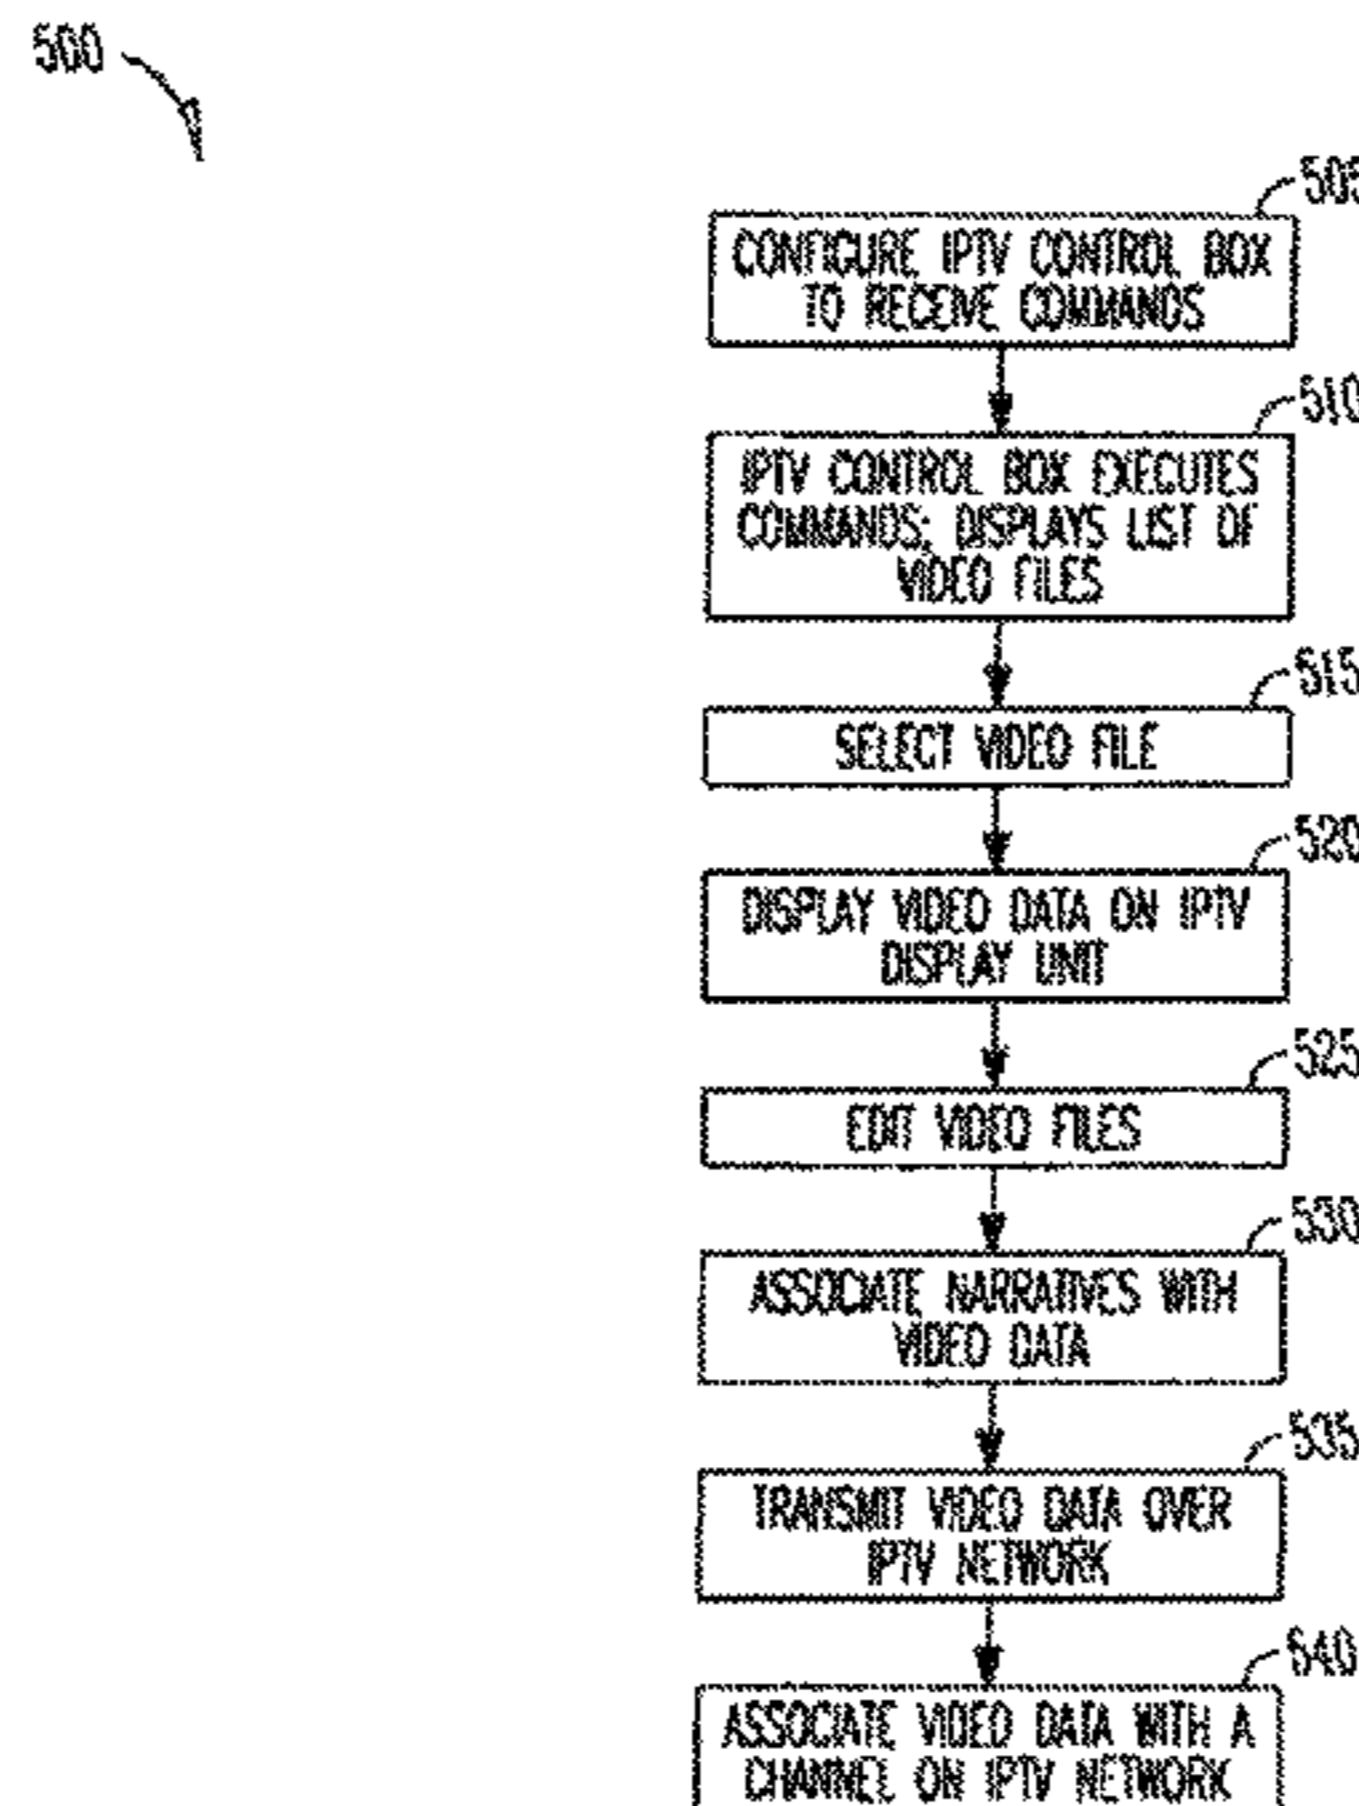 500
505
CONFIGURE IPTV CONTROL BOX
TO RECEIVE COMMANDS
510
IPTV CONTROL BOX EXECUTES
COMMANDS; DISPLAYS LIST OF
VIDEO FILES
515
SELECT VIDEO FILE
520
DISPLAY VIDEO DATA ON IPTV
DISPLAY UNIT
525
EDIT VIDEO FILES
530
ASSOCIATE NARRATIVES WITH
VIDEO DATA
535
TRANSMIT VIDEO DATA OVER
IPTV NETWORK
540
ASSOCIATE VIDEO DATA WITH A
CHANNEL ON IPTV NETWORK